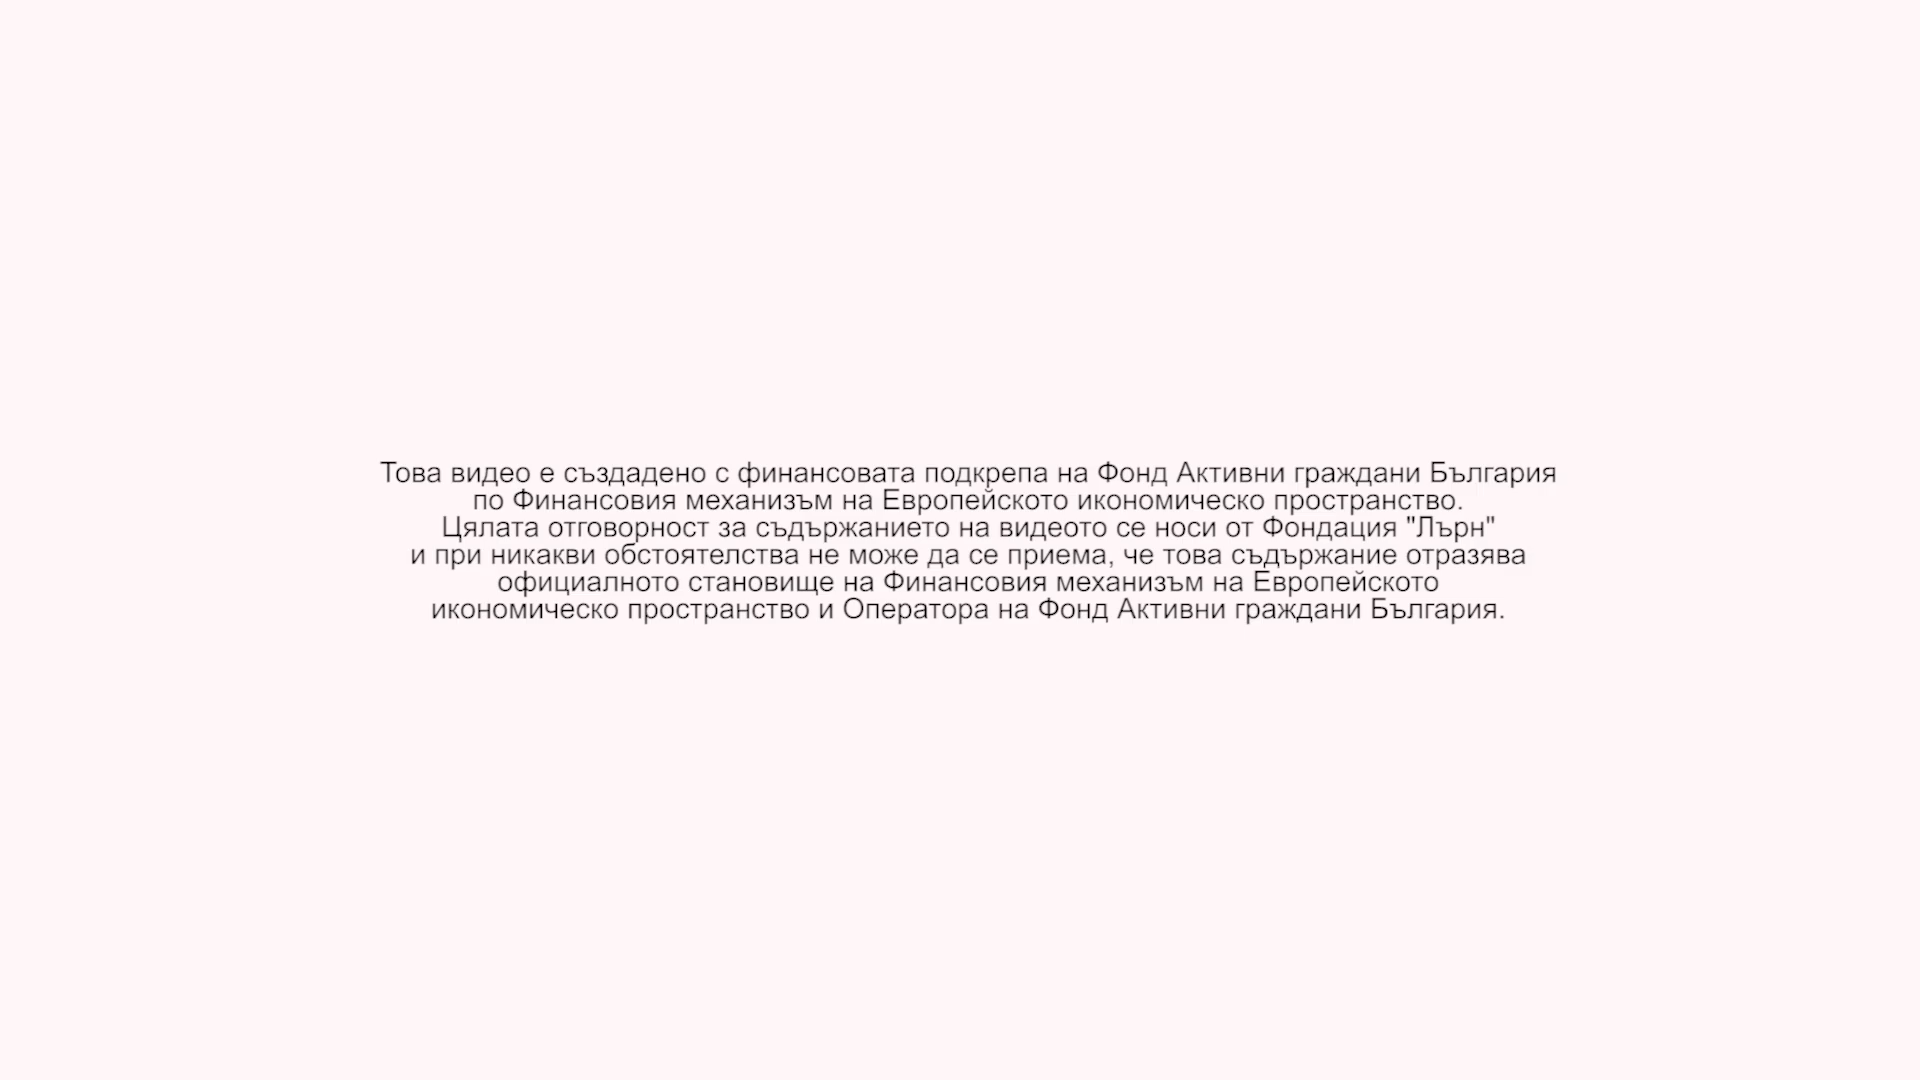 Това видео е създадено с финансовата подкрепа на Фонд Активни граждани България
по Финансовия механизъм на Европейското икономическо пространство.
Цялата отговорност за съдържанието на видеото се носи от Фондация "Лърн"
и при никакви обстоятелства не може да се приема, че това съдържание отразява
официалното становище на Финансовия механизъм на Европейското
икономическо пространство и Оператора на Фонд Активни граждани България.